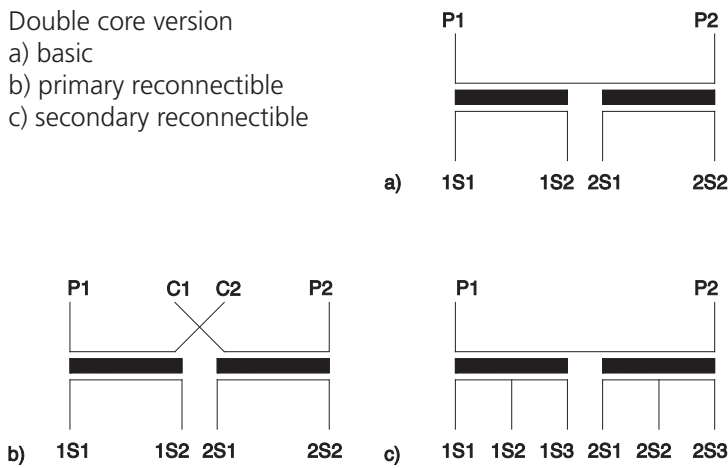 Double core version
a) basic
b) primary reconnectible
c) secondary reconnectible
P1 P2
a) 1S1 1S2 2S1 2S2
P1 C1 C2 P2
b) 1S1 1S2 2S1 2S2
P1 P2
c) 1S1 1S2 1S3 2S1 2S2 2S3